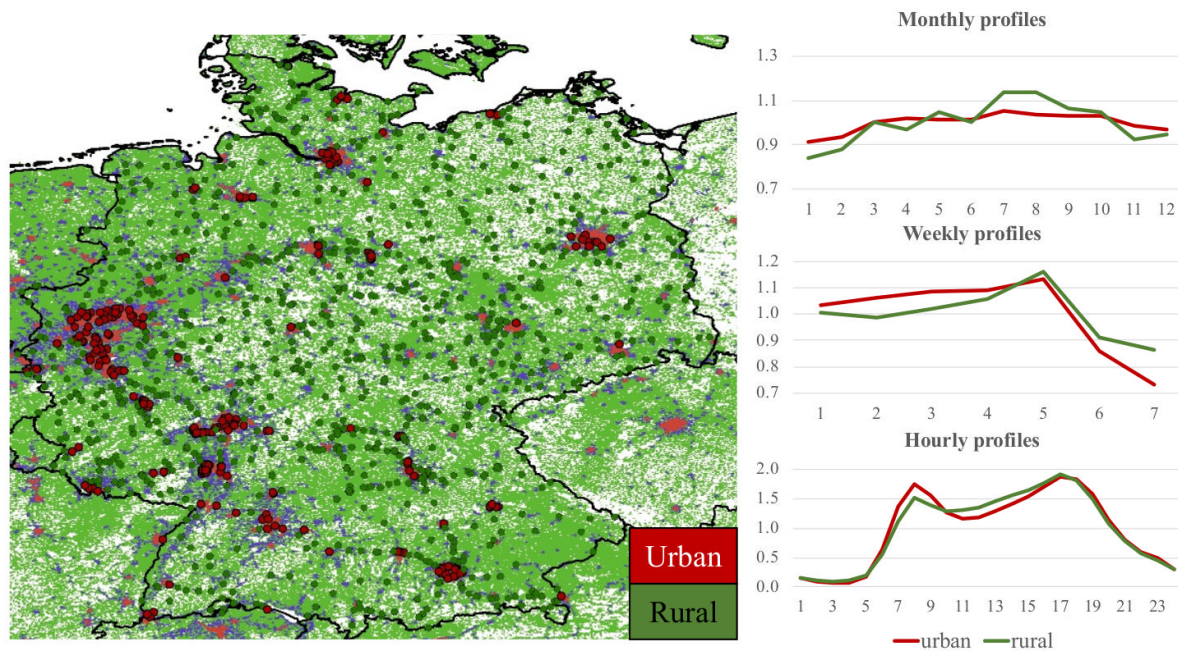 Urban
Rural
Monthly profiles
1.3
1.1
0.9
0.7
1 2 3 4 5 6 7 8 9 10 11 12
Weekly profiles
1.2
1.1
1.0
0.9
0.8
0.7
1 2 3 4 5 6 7
Hourly profiles
2.0
1.5
1.0
0.5
0.0
1 3 5 7 9 11 13 15 17 19 21 23
urban rural